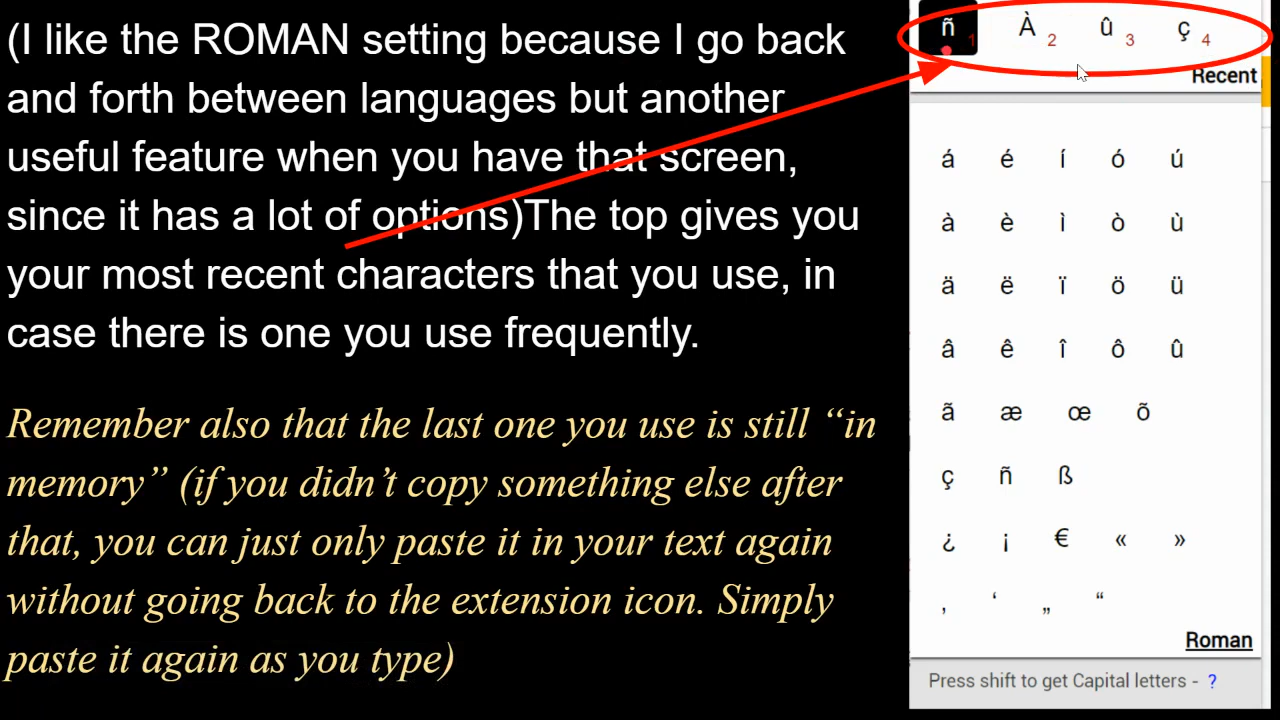 (I like the ROMAN setting because I go back
and forth between languages but another
useful feature when you have that screen,
since it has a lot of options)The top gives you
your most recent characters that you use, in
case there is one you use frequently.
Remember also that the last one you use is still “in
memory” (if you didn’t copy something else after
that, you can just only paste it in your text again
without going back to the extension icon. Simply
paste it again as you type)
ñ 1 À 2 û 3 ç 4
Recent
á é í ó ú
à è ì ò ù
ä ë ï ö ü
â ê î ô û
ã æ œ õ
ç ñ ß
¿ ¡ € « »
‚ ‘ „ “
Roman
Press shift to get Capital letters - ?